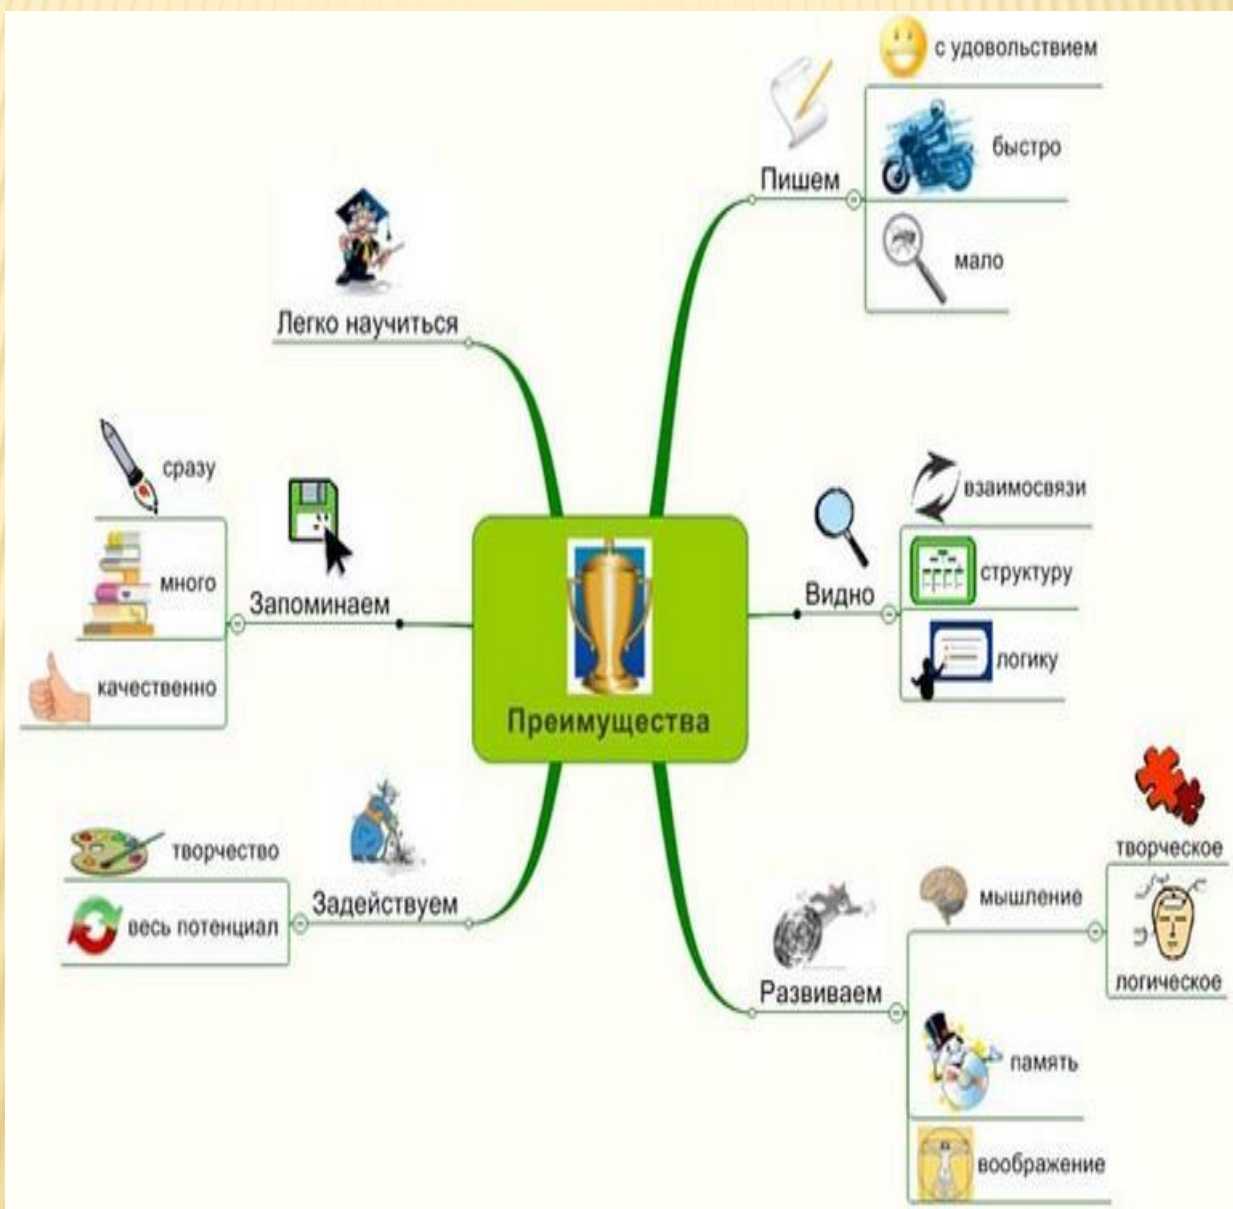 Преимущества
Пишем
с удовольствием
быстро
мало
Видно
взаимосвязи
структуру
логику
Развиваем
мышление
творческое
логическое
память
воображение
Легко научиться
Запоминаем
сразу
много
качественно
Задействуем
творчество
весь потенциал